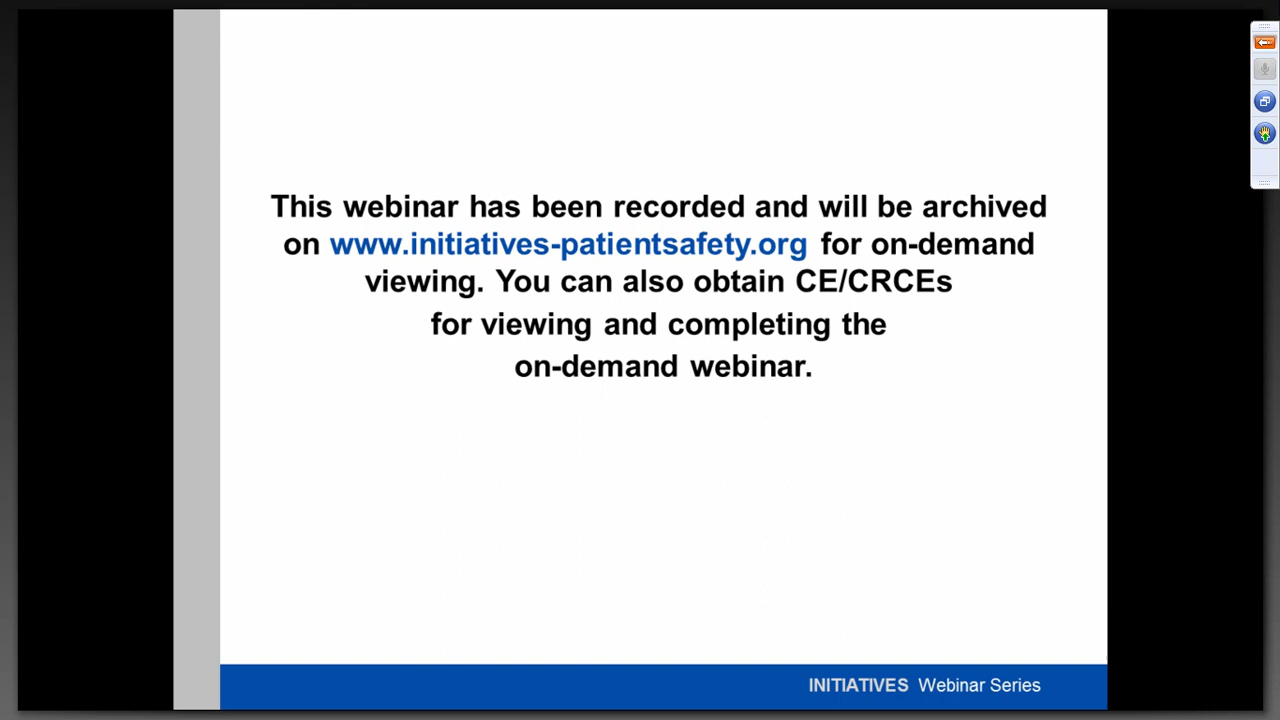 This webinar has been recorded and will be archived
on www.initiatives-patientsafety.org for on-demand
viewing. You can also obtain CE/CRCEs
for viewing and completing the
on-demand webinar.
INITIATIVES Webinar Series